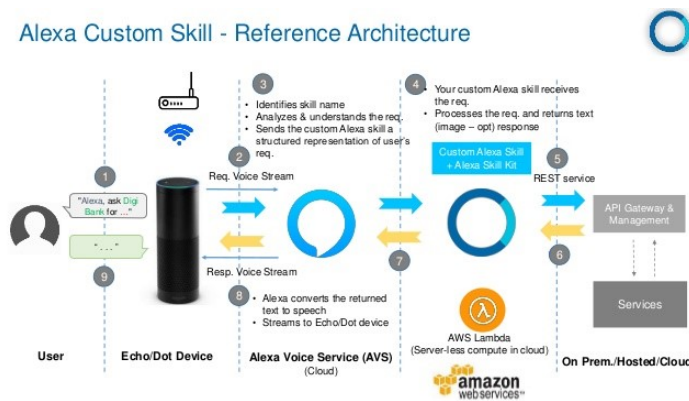 Alexa Custom Skill - Reference Architecture
3
• Identifies skill name
• Analyzes & understands the req.
• Sends the custom Alexa skill a
structured representation of user's
req.
4
• Your custom Alexa skill receives
the req.
• Processes the req. and returns text
(image – opt) response
1
"Alexa, ask Digi
Bank for ..."
2
Req. Voice Stream
Custom Alexa Skill
+ Alexa Skill Kit
5
REST service
API Gateway &
Management
" . . . "
9
Resp. Voice Stream
7
6
8
• Alexa converts the returned
text to speech
• Streams to Echo/Dot device
Services
AWS Lambda
(Server-less compute in cloud)
User
Echo/Dot Device
Alexa Voice Service (AVS)
(Cloud)
On Prem./Hosted/Cloud
amazon
webservices